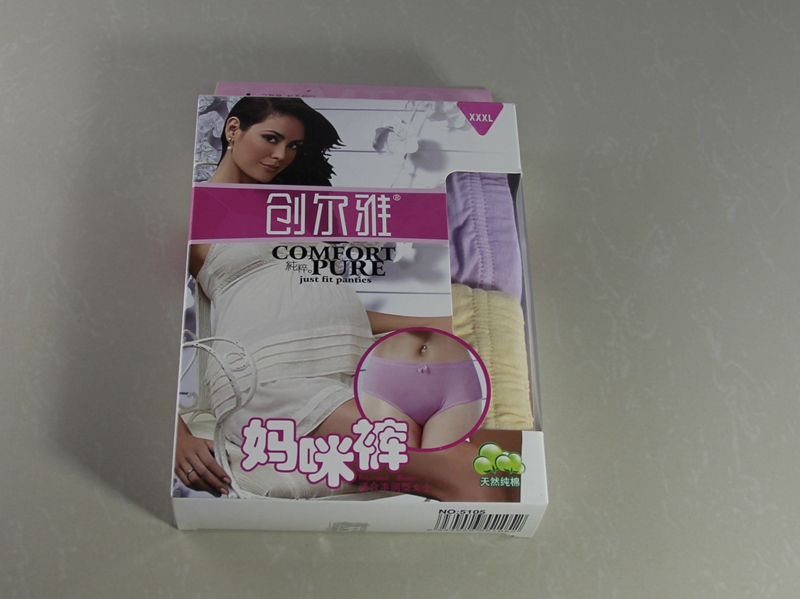 XXXL
创尔雅®
COMFORT
純粹。PURE
just fit panties
妈咪裤
天然纯棉
NO:5105